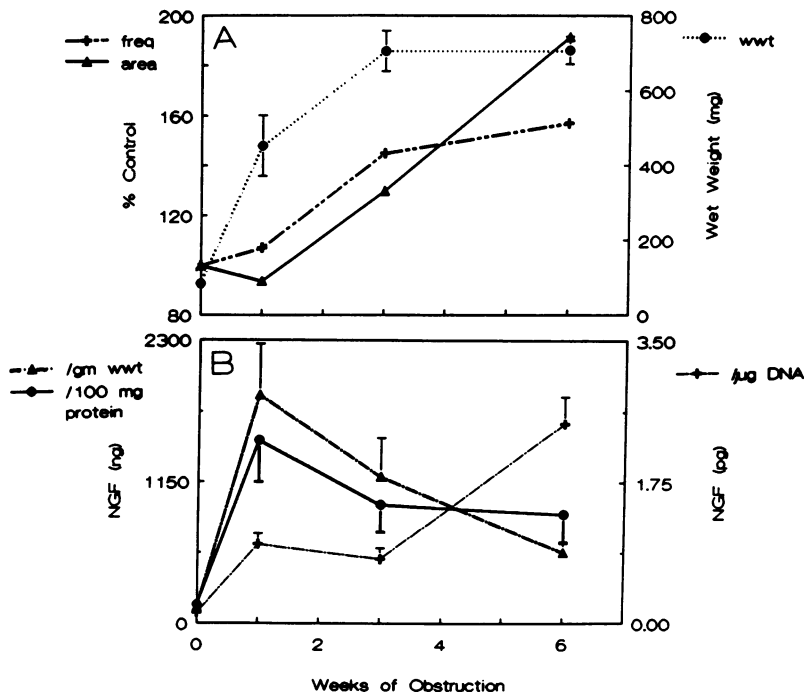 A
freq
area
wwt
200
160
120
80
% Control
800
600
400
200
0
Wet Weight (mg)
B
/gm wwt
/100 mg
protein
/µg DNA
2300
1150
0
NGF (ng)
3.50
1.75
0.00
NGF (pg)
0 2 4 6
Weeks of Obstruction